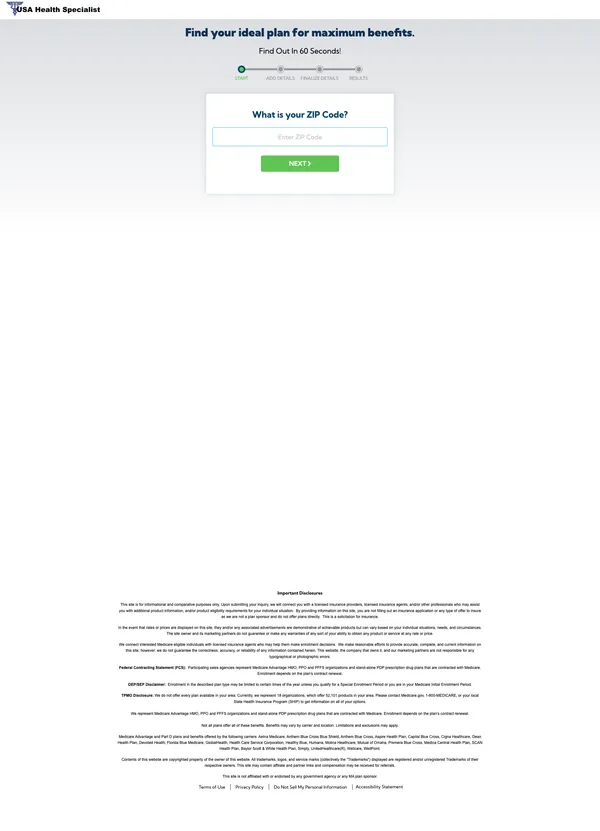 USA Health Specialist
Find your ideal plan for maximum benefits.
Find Out In 60 Seconds!
START ADD DETAILS FINALIZE DETAILS RESULTS
What is your ZIP Code?
Enter ZIP Code
NEXT
Important Disclosures
This site is for informational and comparative purposes only. Upon submitting your inquiry, we will connect you with a licensed insurance providers, licensed insurance agents, and/or other professionals who may assist
you with additional product information, and/or product eligibility requirements for your individual situation. By providing information on this site, you are not filling out an insurance application or any type of offer to insure
as we are not a plan sponsor and do not offer plans directly. This is a solicitation for insurance.
In the event that rates or prices are displayed on this site, they and/or any associated advertisements are demonstrative of achievable products but can vary based on your individual situations, needs, and circumstances.
The site owner and its marketing partners do not guarantee or make any warranties of any sort of your ability to obtain any product or service at any rate or price.
We connect interested Medicare eligible individuals with licensed insurance agents who may help them make enrollment decisions. We make reasonable efforts to provide accurate, complete, and current information on
this site, however, we do not guarantee the correctness, accuracy, or reliability of any information contained herein. This website, the company that owns it, and our marketing partners are not responsible for any
typographical or photographic errors.
Federal Contracting Statement (FCS): Participating sales agencies represent Medicare Advantage HMO, PPO and PFFS organizations and stand-alone PDP prescription drug plans that are contracted with Medicare.
Enrollment depends on the plan's contract renewal.
OEP/SEP Disclaimer: Enrollment in the described plan type may be limited to certain times of the year unless you qualify for a Special Enrollment Period or you are in your Medicare Initial Enrollment Period.
TPMO Disclosure: We do not offer every plan available in your area. Currently, we represent 18 organizations, which offer 52,101 products in your area. Please contact Medicare.gov, 1-800-MEDICARE, or your local
State Health Insurance Program (SHIP) to get information on all of your options.
We represent Medicare Advantage HMO, PPO and PFFS organizations and stand-alone PDP prescription drug plans that are contracted with Medicare. Enrollment depends on the plan's contract renewal.
Not all plans offer all of these benefits. Benefits may vary by carrier and location. Limitations and exclusions may apply.
Medicare Advantage and Part D plans and benefits offered by the following carriers: Aetna Medicare, Anthem Blue Cross Blue Shield, Anthem Blue Cross, Aspire Health Plan, Capital Blue Cross, Cigna Healthcare, Dean
Health Plan, Devoted Health, Florida Blue Medicare, GlobalHealth, Health Care Service Corporation, Healthy Blue, Humana, Molina Healthcare, Mutual of Omaha, Premera Blue Cross, Medica Central Health Plan, SCAN
Health Plan, Baylor Scott & White Health Plan, Simply, UnitedHealthcare(R), Wellcare, WellPoint
Contents of this website are copyrighted property of the owner of this website. All trademarks, logos, and service marks (collectively the "Trademarks") displayed are registered and/or unregistered Trademarks of their
respective owners. This site may contain affiliate and partner links and compensation may be received for referrals.
This site is not affiliated with or endorsed by any government agency or any MA plan sponsor.
Terms of Use | Privacy Policy | Do Not Sell My Personal Information | Accessibility Statement